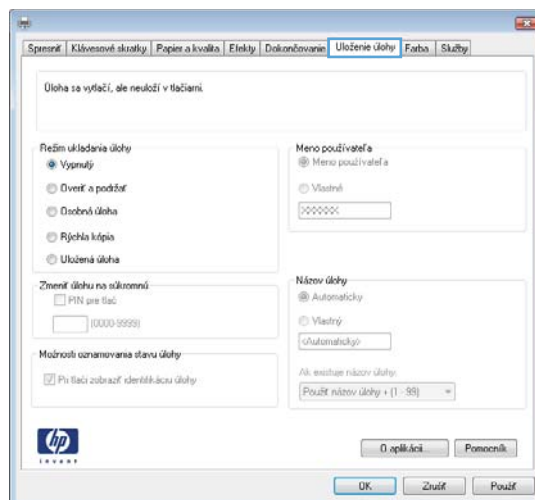 Spresniť Klávesové skratky Papier a kvalita Efekty Dokončovanie Uloženie úlohy Farba Služby
Úloha sa vytlačí, ale neuloží v tlačiarni.
Režim ukladania úlohy
Vypnutý
Overiť a podržať
Osobná úloha
Rýchla kópia
Uložená úloha
Zmeniť úlohu na súkromnú
PIN pre tlač
(0000-9999)
Možnosti oznamovania stavu úlohy
Pri tlači zobraziť identifikáciu úlohy
Meno používateľa
Meno používateľa
Vlastné
XXXXXX
Názov úlohy
Automaticky
Vlastný
<Automaticky>
Ak existuje názov úlohy:
Použiť názov úlohy + (1 - 99)
hp
invent
O aplikácii...
Pomocník
OK
Zrušiť
Použiť